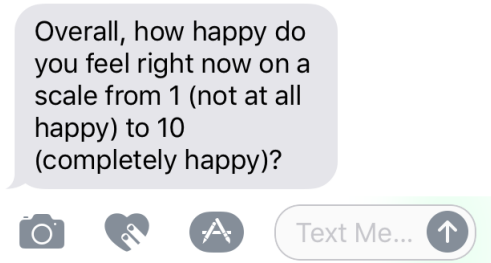 Overall, how happy do
you feel right now on a
scale from 1 (not at all
happy) to 10
(completely happy)?
Text Me...